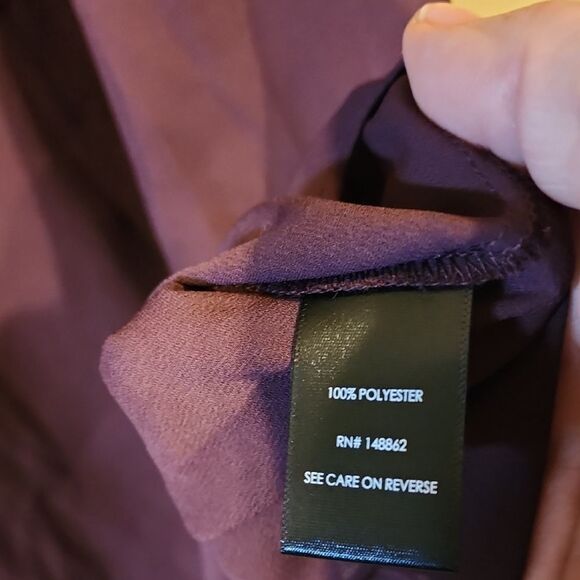 100% POLYESTER
RN# 148862
SEE CARE ON REVERSE